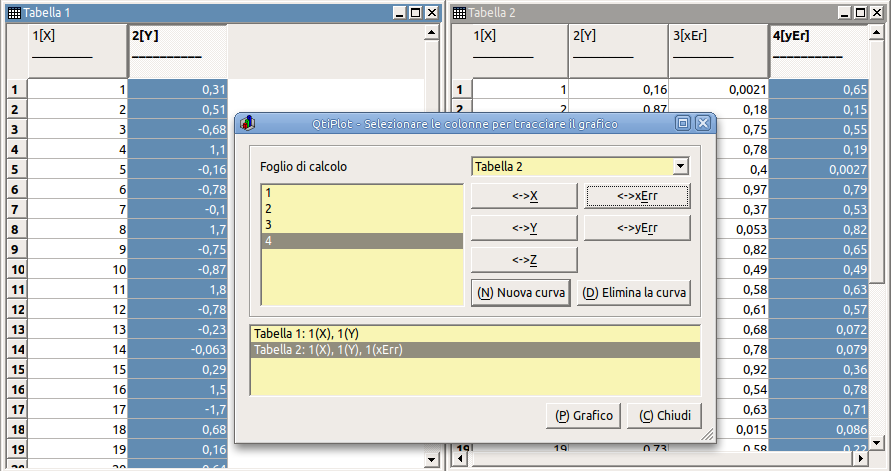 Tabella 1
Tabella 2
1[X] 2[Y]
1[X] 2[Y] 3[xEr] 4[yEr]
1 1 0,31
2 2 0,51
3 3 -0,68
4 4 1,1
5 5 -0,16
6 6 -0,78
7 7 -0,1
8 8 1,7
9 9 -0,75
10 10 -0,87
11 11 1,8
12 12 -0,78
13 13 -0,23
14 14 -0,063
15 15 0,29
16 16 1,5
17 17 -1,7
18 18 0,68
19 19 0,16
20 20 0,64
1 1 0,16 0,0021 0,65
2 2 0,87 0,18 0,15
3 0,75 0,55
4 0,78 0,19
5 0,4 0,0027
6 0,97 0,79
7 0,37 0,53
8 0,053 0,82
9 0,82 0,65
10 0,49 0,49
11 0,58 0,63
12 0,61 0,57
13 0,68 0,072
14 0,78 0,079
15 0,92 0,36
16 0,54 0,78
17 0,63 0,71
18 0,015 0,086
19 19 0,73 0,58 0,22
QtiPlot - Selezionare le colonne per tracciare il grafico
Foglio di calcolo
Tabella 2
1
2
3
4
<->X
<->xErr
<->Y
<->yErr
<->Z
(N) Nuova curva
(D) Elimina la curva
Tabella 1: 1(X), 1(Y)
Tabella 2: 1(X), 1(Y), 1(xErr)
(P) Grafico
(C) Chiudi